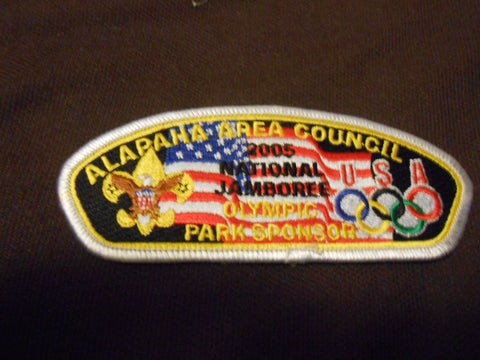 ALAPAHA AREA COUNCIL
2005
NATIONAL
JAMBOREE
OLYMPIC
PARK SPONSOR
USA